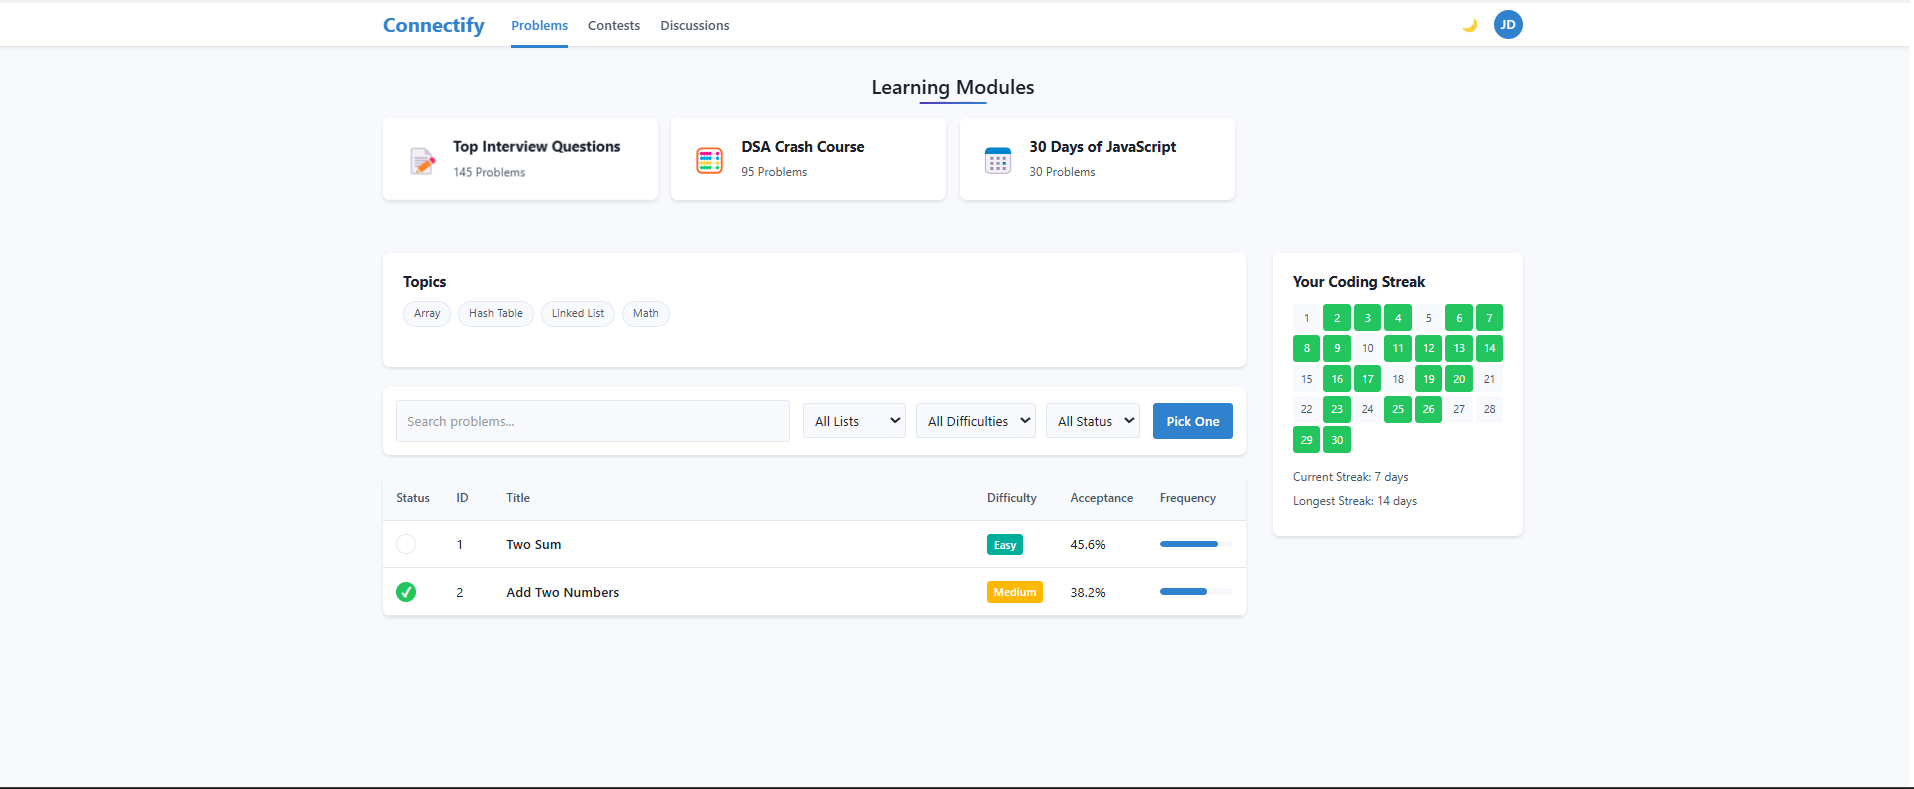 Connectify Problems Contests Discussions JD
Learning Modules
Top Interview Questions
145 Problems
DSA Crash Course
95 Problems
30 Days of JavaScript
30 Problems
Topics
Array Hash Table Linked List Math
Search problems... All Lists All Difficulties All Status Pick One
Status ID Title Difficulty Acceptance Frequency
1 Two Sum Easy 45.6%
2 Add Two Numbers Medium 38.2%
Your Coding Streak
1 2 3 4 5 6 7
8 9 10 11 12 13 14
15 16 17 18 19 20 21
22 23 24 25 26 27 28
29 30
Current Streak: 7 days
Longest Streak: 14 days